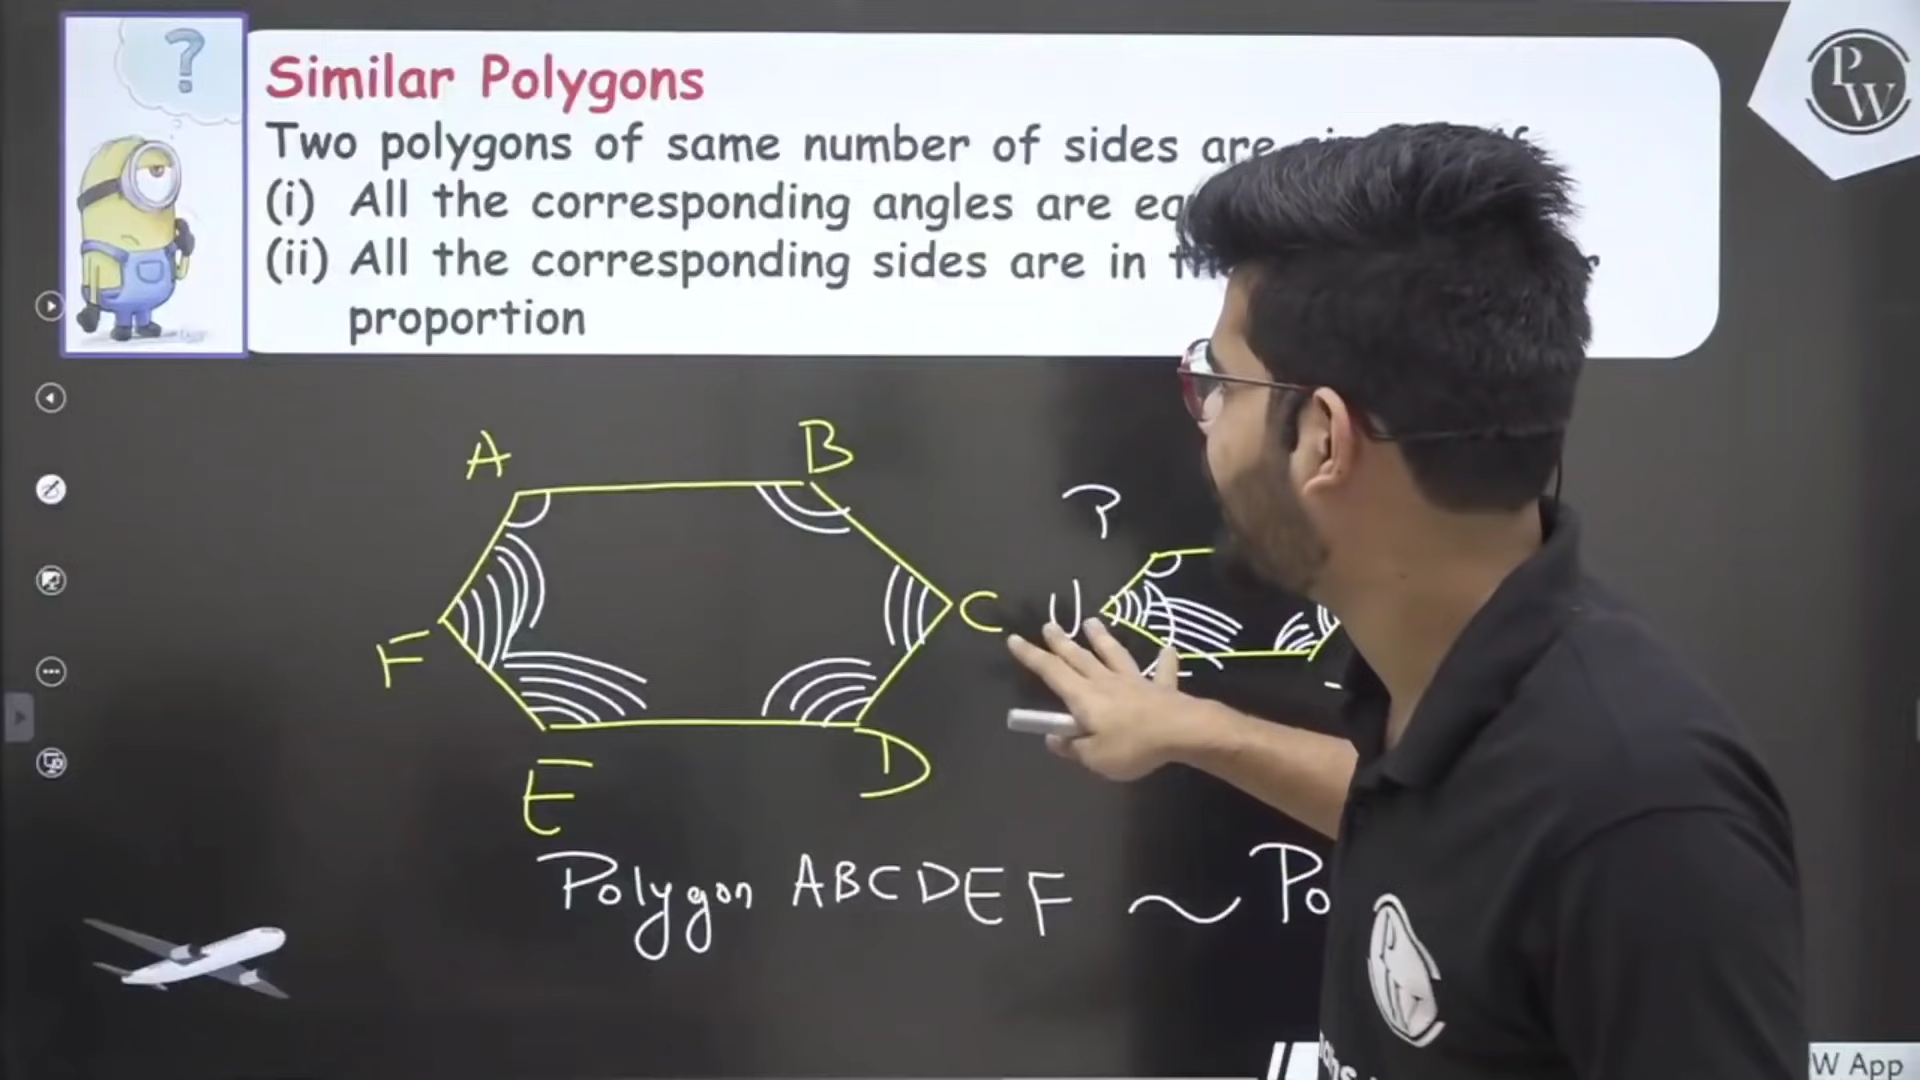 ?
Similar Polygons
Two polygons of same number of sides are
(i) All the corresponding angles are
(ii) All the corresponding sides are in
proportion
PW
A
B
C
U
F
E
D
Polygon ABCDEF ~ Po
W App